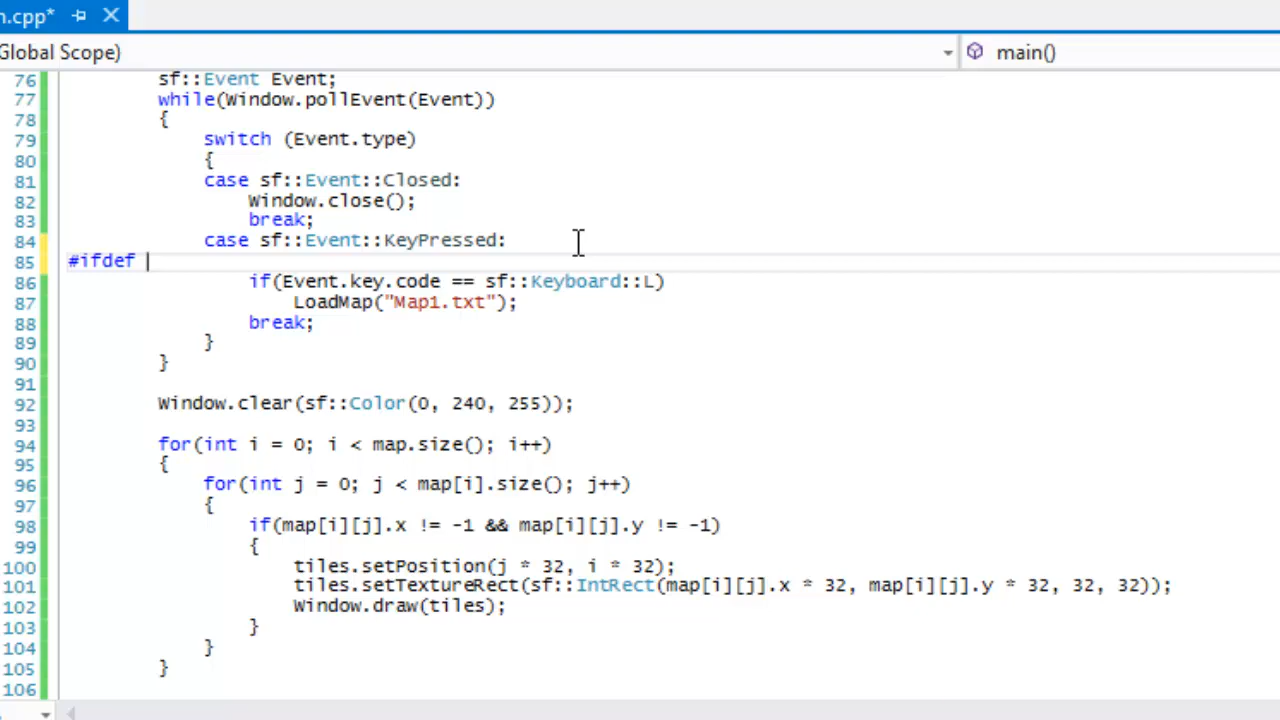 n.cpp*
Global Scope) main()
76 sf::Event Event;
77 while(Window.pollEvent(Event))
78 {
79 switch (Event.type)
80 {
81 case sf::Event::Closed:
82 Window.close();
83 break;
84 case sf::Event::KeyPressed:
85 #ifdef
86 if(Event.key.code == sf::Keyboard::L)
87 LoadMap("Map1.txt");
88 break;
89 }
90 }
91
92 Window.clear(sf::Color(0, 240, 255));
93
94 for(int i = 0; i < map.size(); i++)
95 {
96 for(int j = 0; j < map[i].size(); j++)
97 {
98 if(map[i][j].x != -1 && map[i][j].y != -1)
99 {
100 tiles.setPosition(j * 32, i * 32);
101 tiles.setTextureRect(sf::IntRect(map[i][j].x * 32, map[i][j].y * 32, 32, 32));
102 Window.draw(tiles);
103 }
104 }
105 }
106